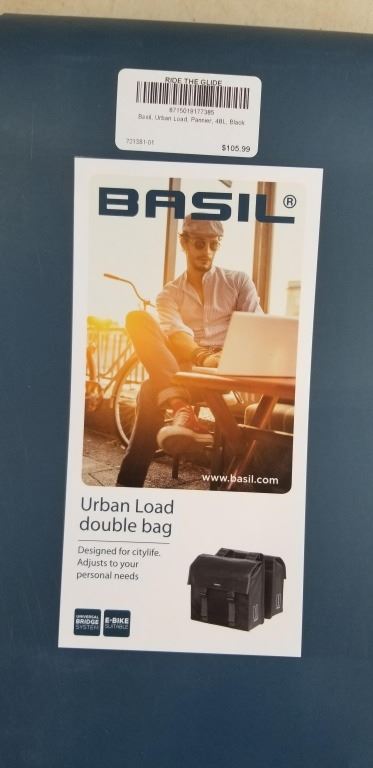 RIDE THE GLIDE
8715019177385
Basil, Urban Load, Pannier, 48L, Black
701381-01
$105.99
BASIL®
www.basil.com
Urban Load
double bag
Designed for citylife.
Adjusts to your
personal needs
UNIVERSAL
BRIDGE
SYSTEM
E-BIKE
SUITABLE